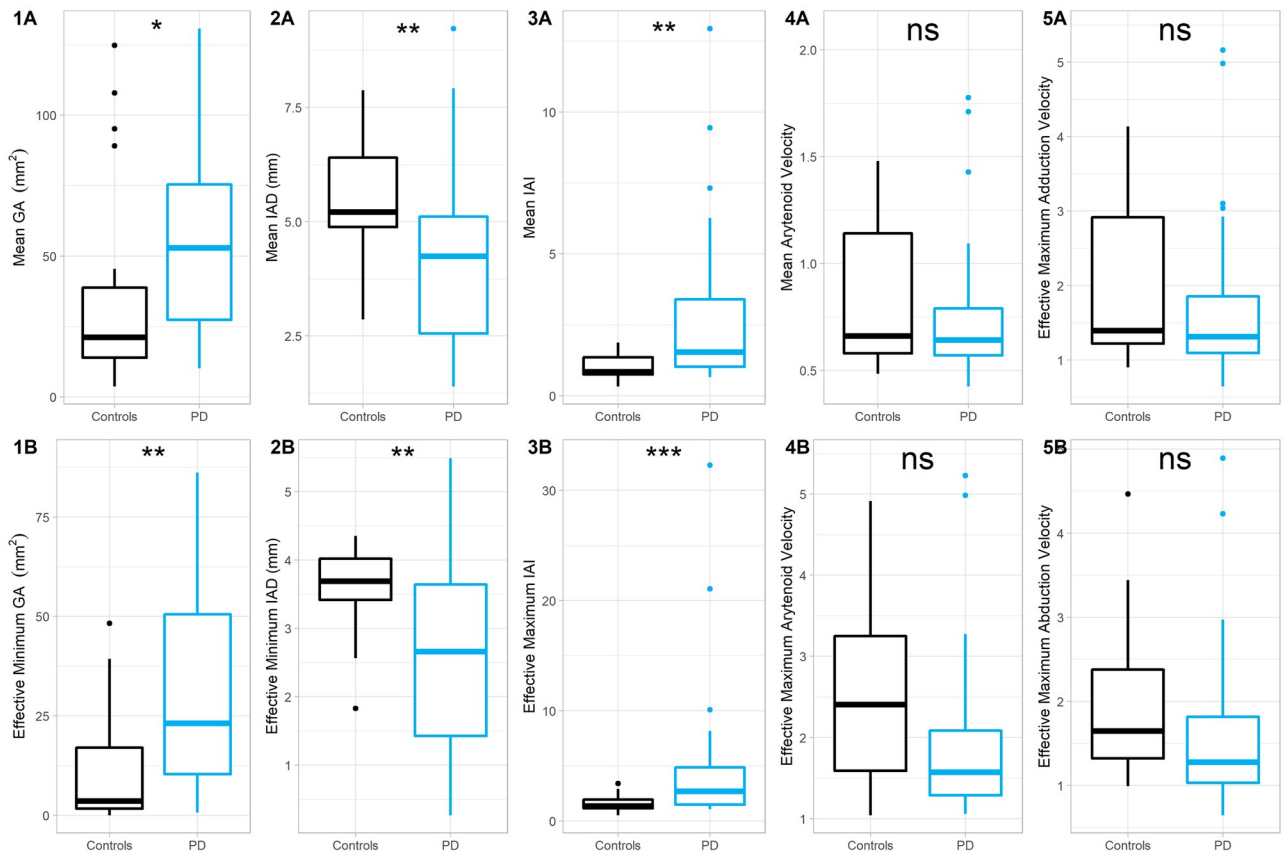 1A
*
Mean GA (mm²)
100
50
0
Controls
PD
2A
**
Mean IAD (mm)
7.5
5.0
2.5
Controls
PD
3A
**
Mean IAI
10
5
0
Controls
PD
4A
ns
Mean Arytenoid Velocity
2.0
1.5
1.0
0.5
Controls
PD
5A
ns
Effective Maximum Adduction Velocity
5
4
3
2
1
Controls
PD
1B
**
Effective Minimum GA (mm²)
75
50
25
0
Controls
PD
2B
**
Effective Minimum IAD (mm)
5
4
3
2
1
Controls
PD
3B
***
Effective Maximum IAI
30
20
10
0
Controls
PD
4B
ns
Effective Maximum Arytenoid Velocity
5
4
3
2
1
Controls
PD
5B
ns
Effective Maximum Abduction Velocity
5
4
3
2
1
Controls
PD